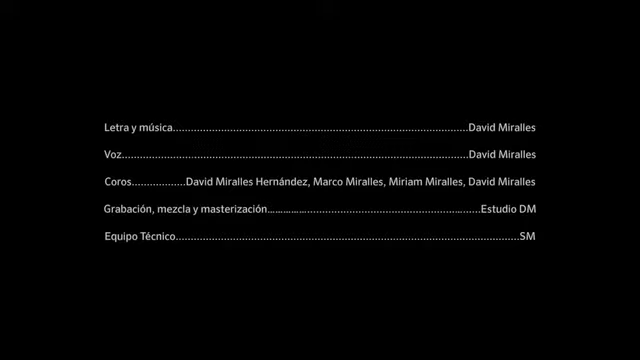 Letra y música....................................................................................................David Miralles
Voz.....................................................................................................................David Miralles
Coros..................David Miralles Hernández, Marco Miralles, Miriam Miralles, David Miralles
Grabación, mezcla y masterización.......................................................................Estudio DM
Equipo Técnico.....................................................................................................................SM